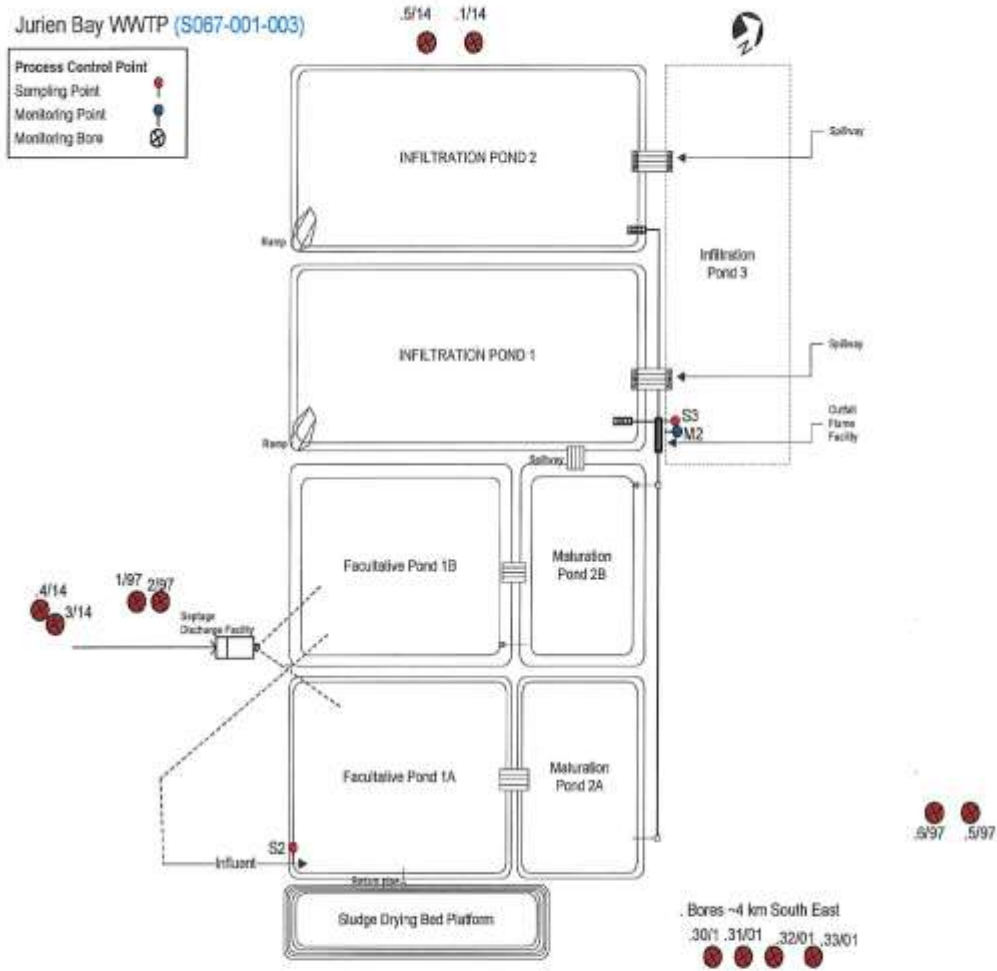 Jurien Bay WWTP (S067-001-003)
Process Control Point
Sampling Point
Monitoring Point
Monitoring Bore
.5/14 .1/14
Z
INFILTRATION POND 2
Spillway
Ramp
Infiltration
Pond 3
INFILTRATION POND 1
Spillway
S3
M2
Outfall
Flume
Facility
Ramp
Spillway
Facultative Pond 1B
Maturation
Pond 2B
.4/14
3/14
1/97 2/97
Septage
Discharge Facility
Facultative Pond 1A
Maturation
Pond 2A
S2
Influent
Return pipe
Sludge Drying Bed Platform
.6/97 .5/97
. Bores ~4 km South East
.30/1 .31/01 .32/01 .33/01